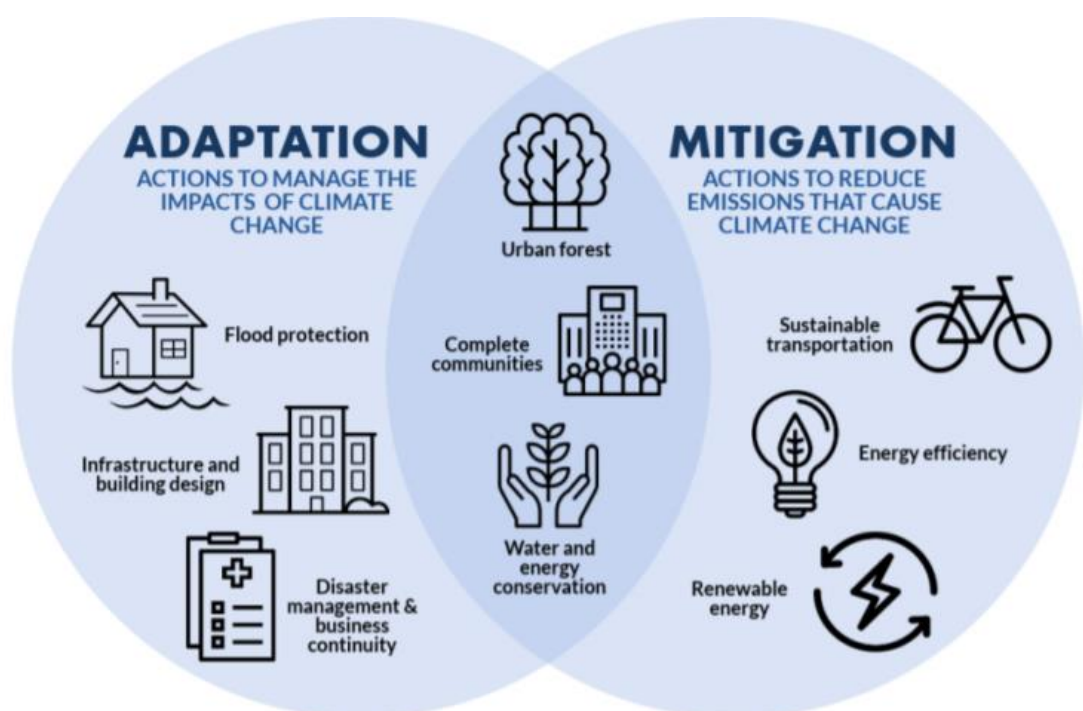 ADAPTATION
ACTIONS TO MANAGE THE
IMPACTS OF CLIMATE
CHANGE
Flood protection
Infrastructure and
building design
Disaster
management &
business
continuity
Urban forest
Complete
communities
Water and
energy
conservation
MITIGATION
ACTIONS TO REDUCE
EMISSIONS THAT CAUSE
CLIMATE CHANGE
Sustainable
transportation
Energy efficiency
Renewable
energy